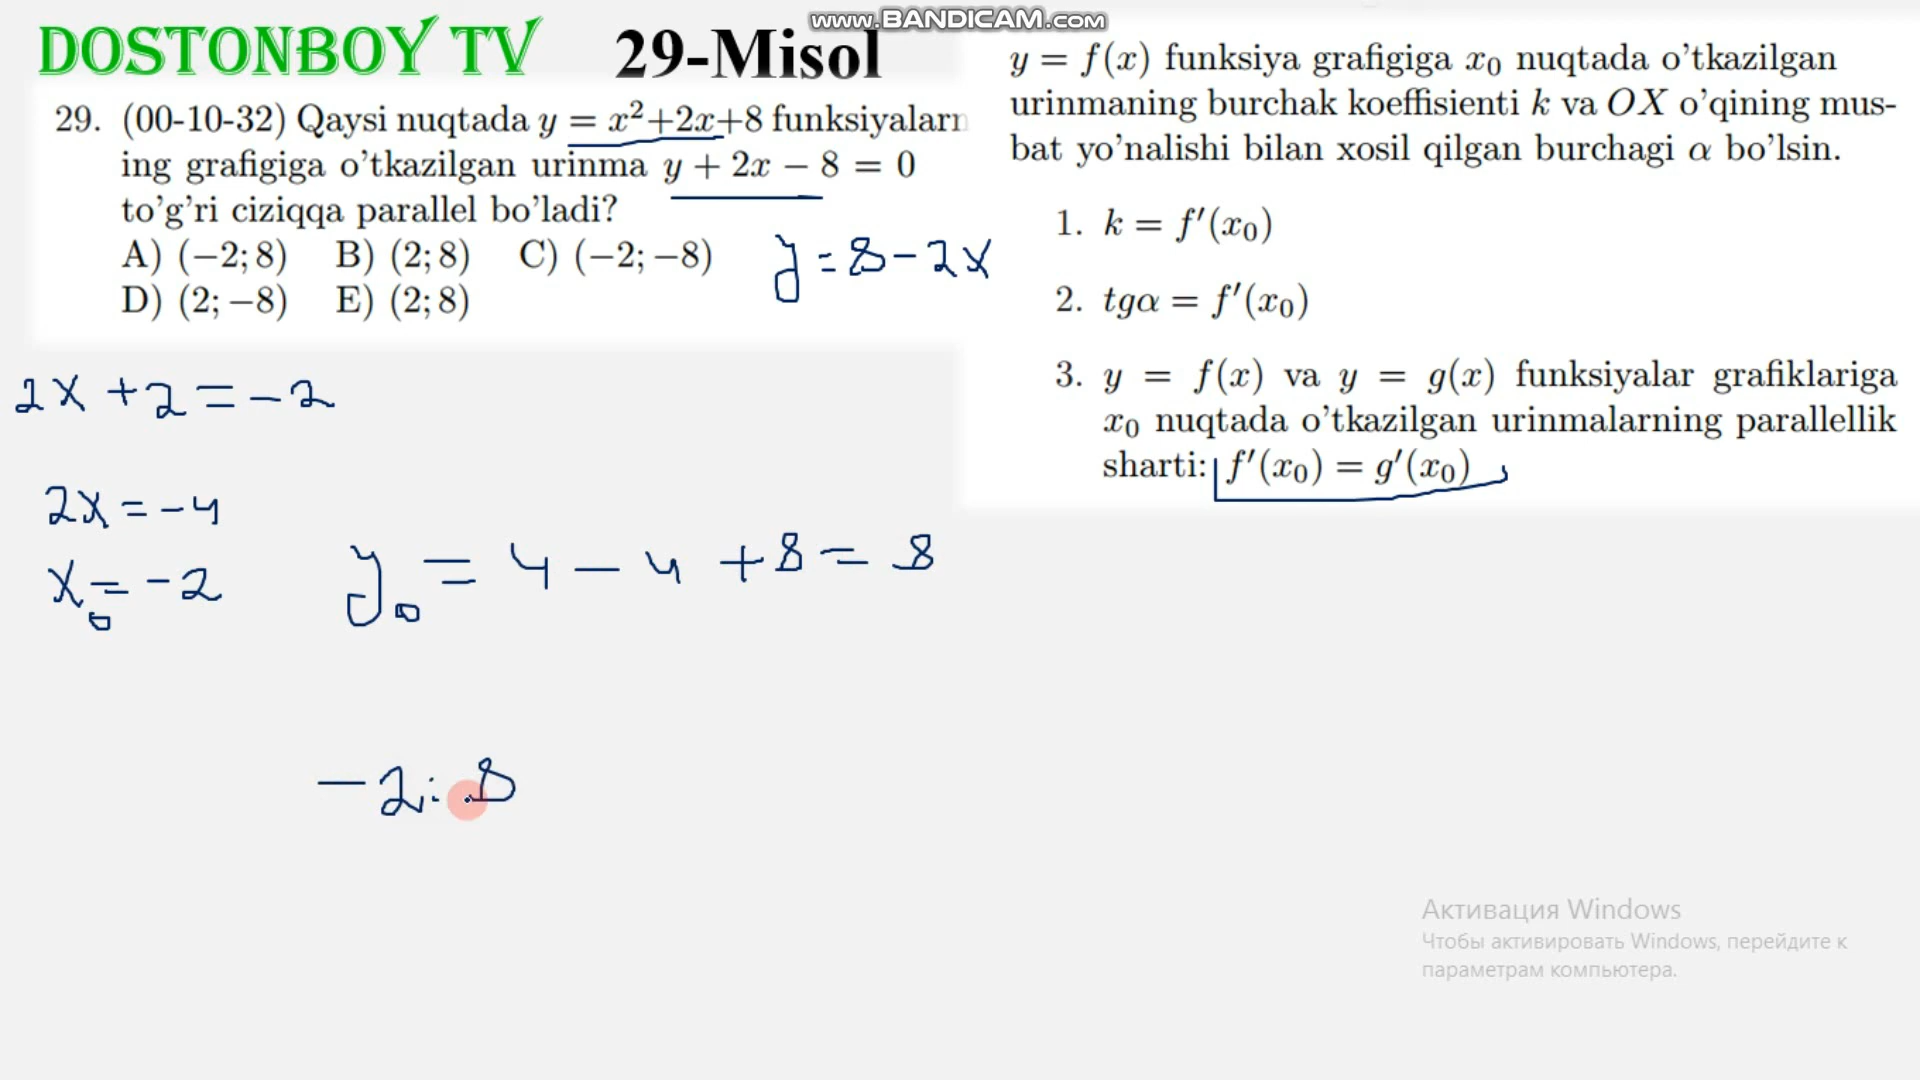 www.BANDICAM.com
DOSTONBOY TV
29-Misol
29. (00-10-32) Qaysi nuqtada y = x²+2x+8 funksiyalarn
ing grafigiga o’tkazilgan urinma y + 2x − 8 = 0
to’g’ri ciziqqa parallel bo’ladi?
A) (−2; 8) B) (2; 8) C) (−2; −8)
D) (2; −8) E) (2; 8)
y = 8 - 2x
2x + 2 = - 2
2x = - 4
x₀ = - 2
y₀ = 4 - 4 + 8 = 8
- 2; 8
y = f(x) funksiya grafigiga x₀ nuqtada o’tkazilgan
urinmaning burchak koeffisienti k va OX o’qining mus-
bat yo’nalishi bilan xosil qilgan burchagi α bo’lsin.
1. k = f′(x₀)
2. tgα = f′(x₀)
3. y = f(x) va y = g(x) funksiyalar grafiklariga
x₀ nuqtada o’tkazilgan urinmalarning parallellik
sharti: f′(x₀) = g′(x₀)
Активация Windows
Чтобы активировать Windows, перейдите к
параметрам компьютера.